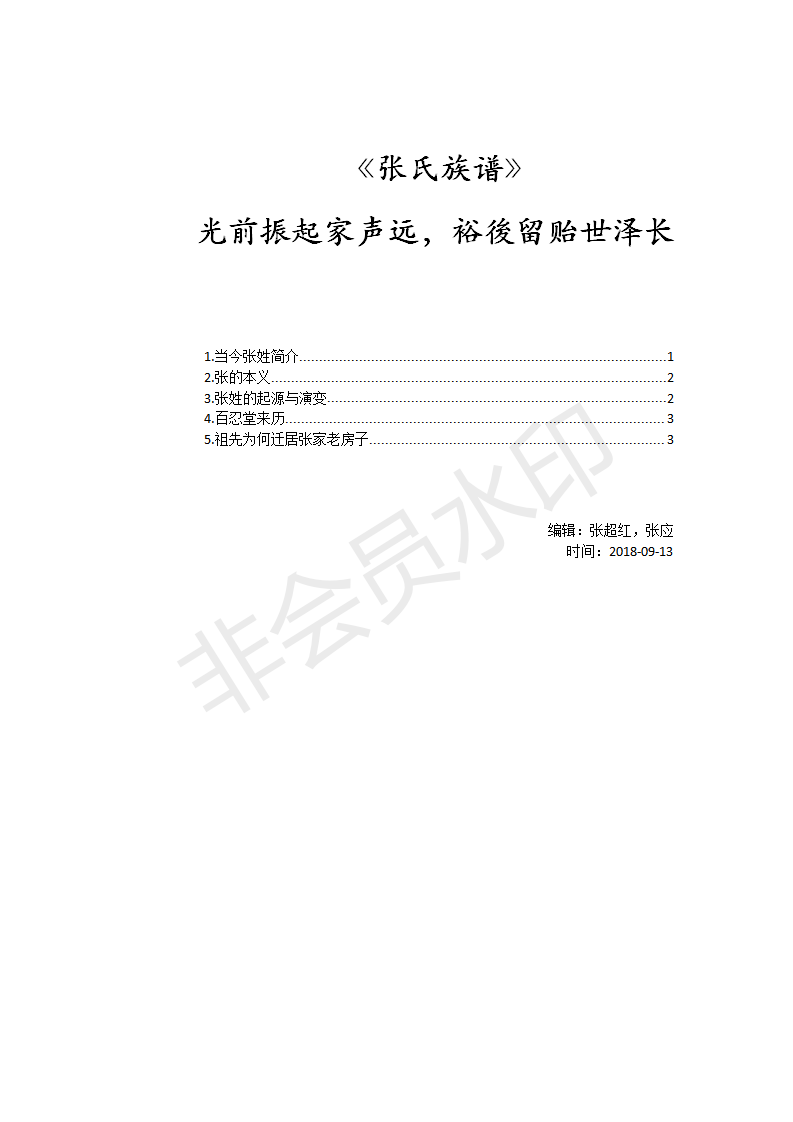 《张氏族谱》
光前振起家声远，裕後留贻世泽长
1.当今张姓简介........................................................................................1
2.张的本义...............................................................................................2
3.张姓的起源与演变.................................................................................2
4.百忍堂来历............................................................................................3
5.祖先为何迁居张家老房子......................................................................3
编辑：张超红，张应
时间：2018-09-13
非会员水印